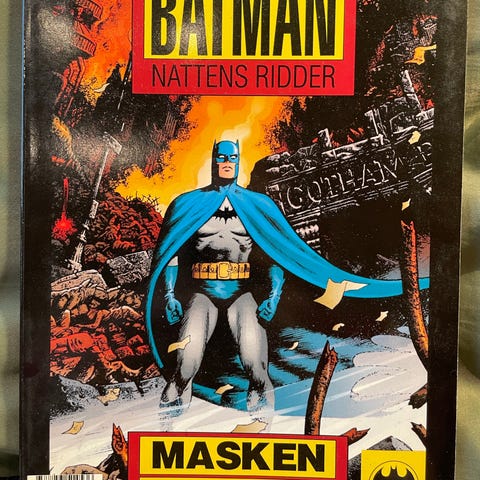 BATMAN
NATTENS RIDDER
GOTHAM
MASKEN